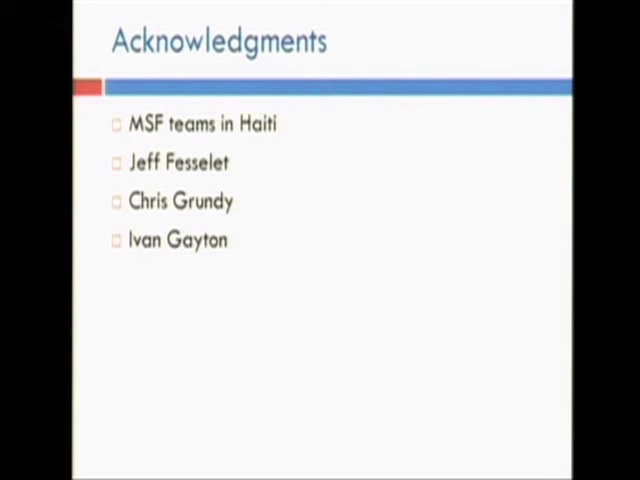 Acknowledgments
MSF teams in Haiti
Jeff Fesselet
Chris Grundy
Ivan Gayton